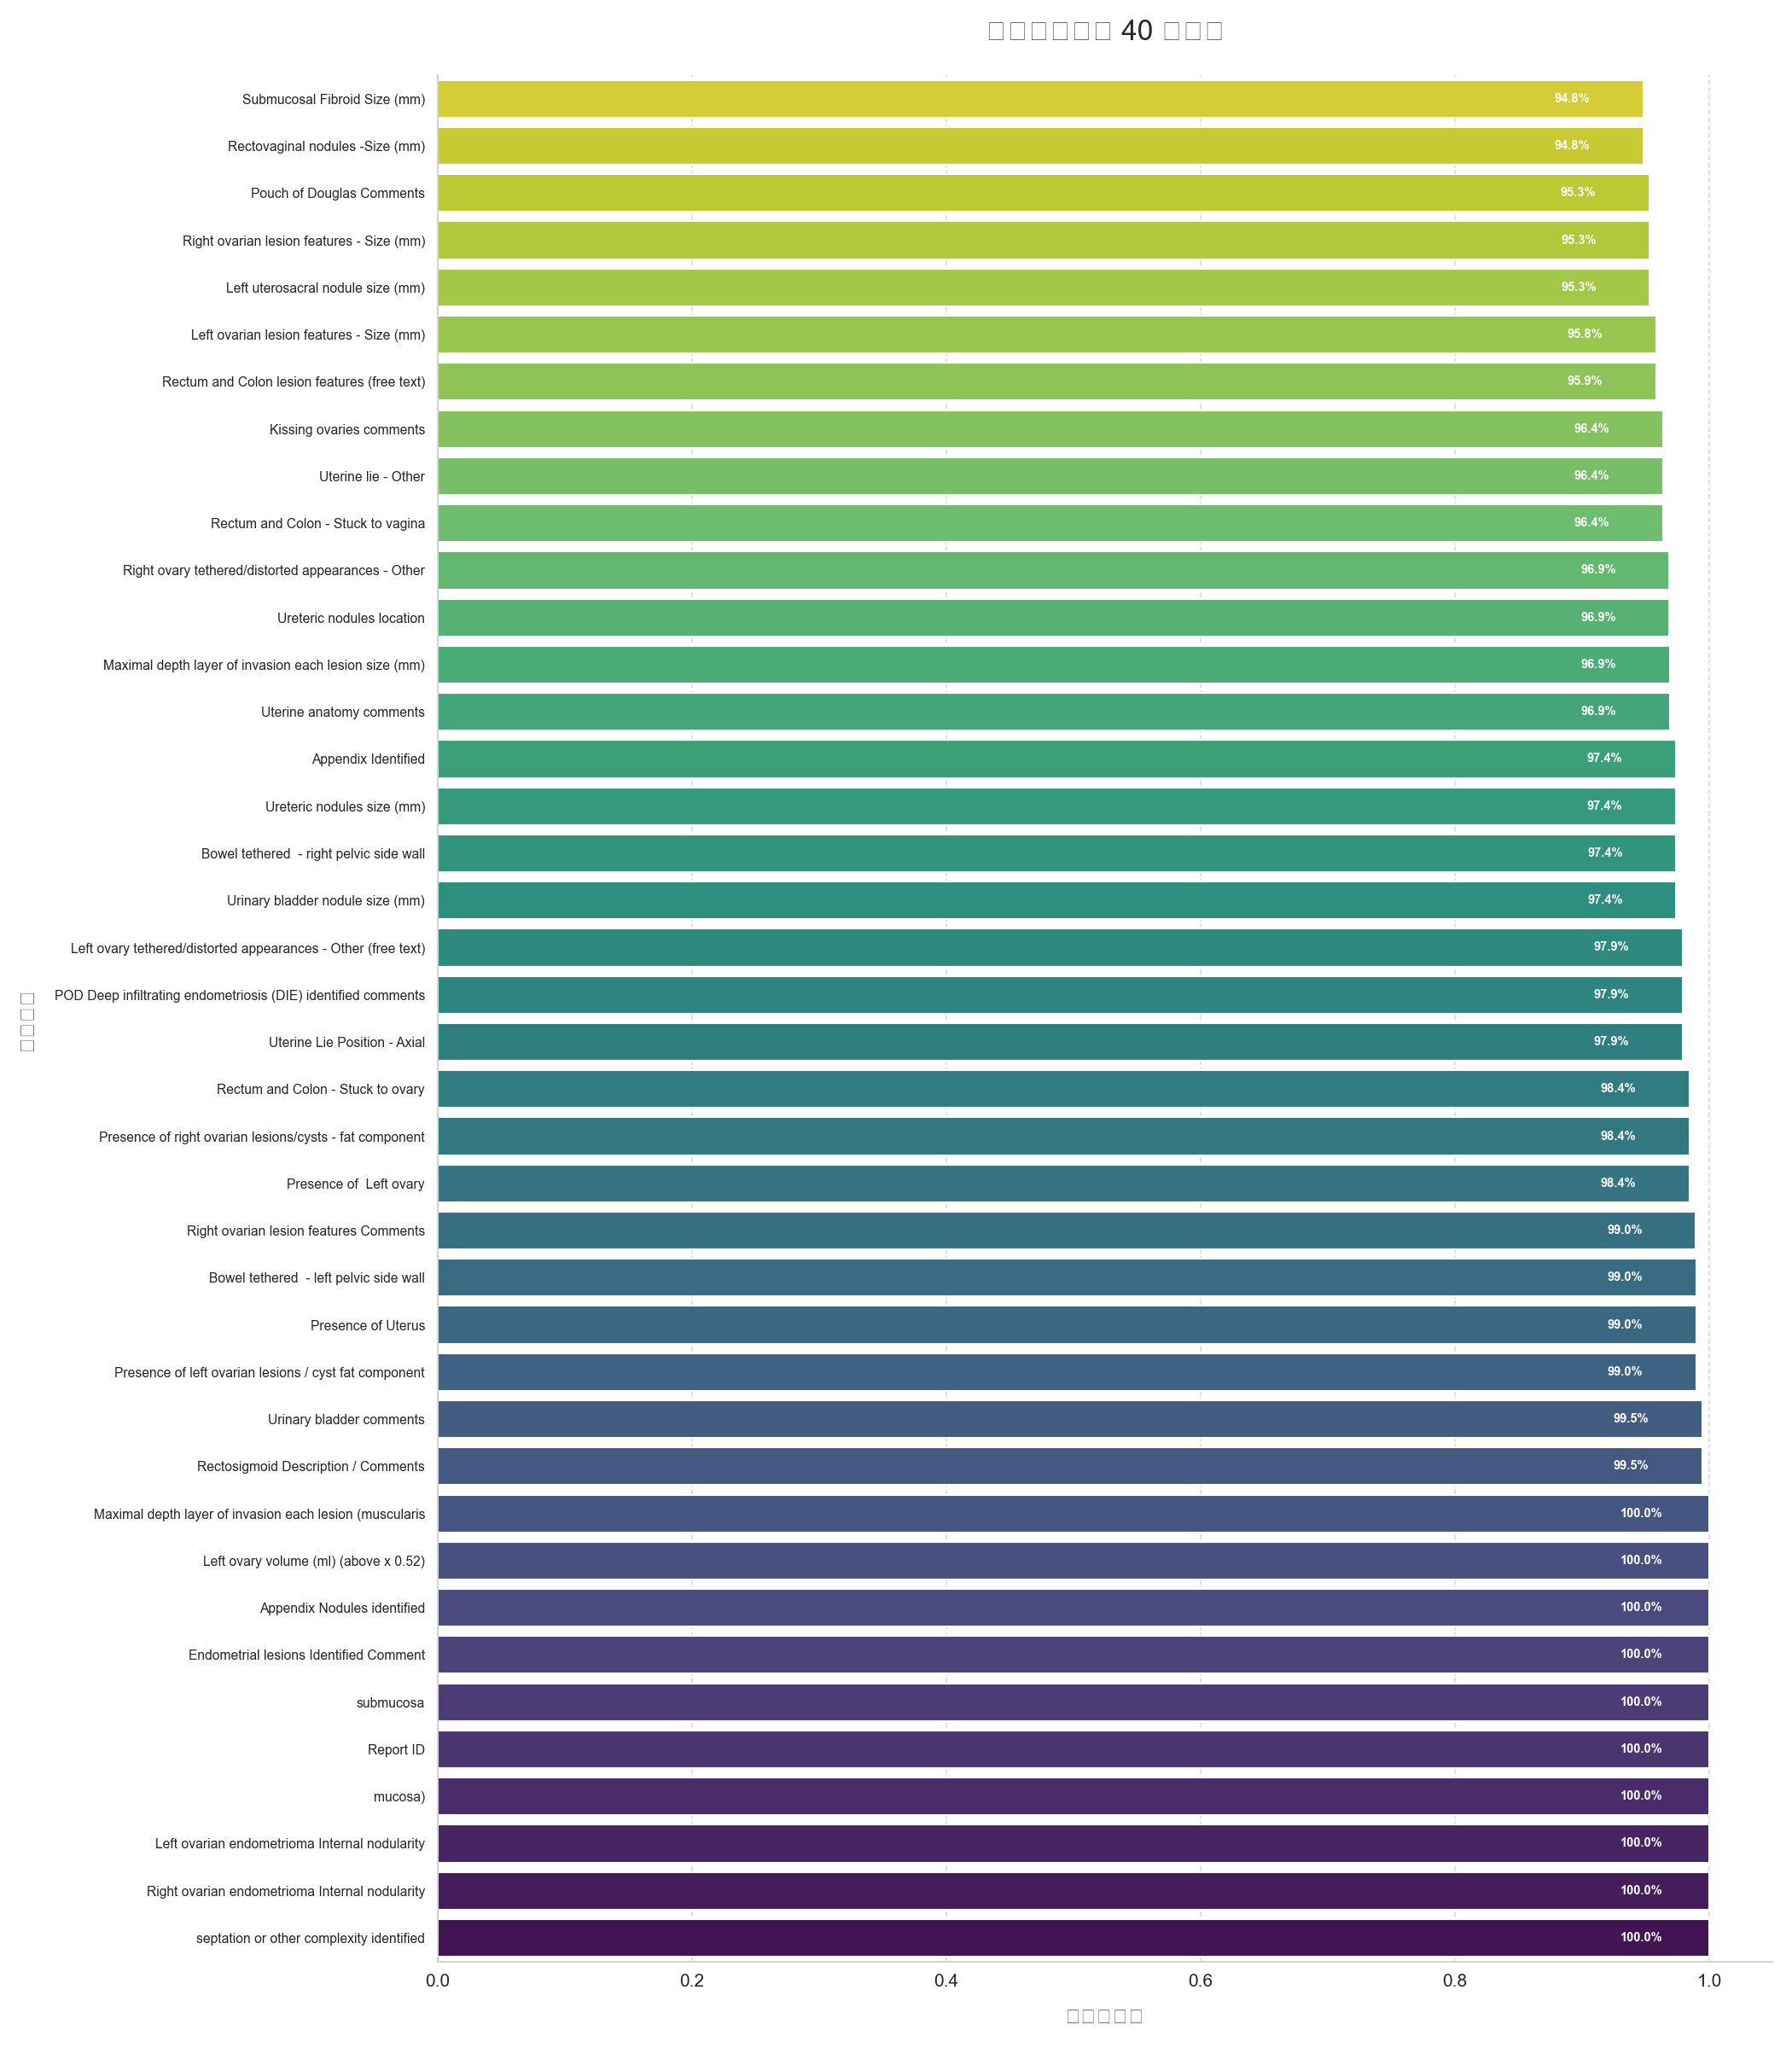 40
Submucosal Fibroid Size (mm) 94.8%
Rectovaginal nodules -Size (mm) 94.8%
Pouch of Douglas Comments 95.3%
Right ovarian lesion features - Size (mm) 95.3%
Left uterosacral nodule size (mm) 95.3%
Left ovarian lesion features - Size (mm) 95.8%
Rectum and Colon lesion features (free text) 95.9%
Kissing ovaries comments 96.4%
Uterine lie - Other 96.4%
Rectum and Colon - Stuck to vagina 96.4%
Right ovary tethered/distorted appearances - Other 96.9%
Ureteric nodules location 96.9%
Maximal depth layer of invasion each lesion size (mm) 96.9%
Uterine anatomy comments 96.9%
Appendix Identified 97.4%
Ureteric nodules size (mm) 97.4%
Bowel tethered  - right pelvic side wall 97.4%
Urinary bladder nodule size (mm) 97.4%
Left ovary tethered/distorted appearances - Other (free text) 97.9%
POD Deep infiltrating endometriosis (DIE) identified comments 97.9%
Uterine Lie Position - Axial 97.9%
Rectum and Colon - Stuck to ovary 98.4%
Presence of right ovarian lesions/cysts - fat component 98.4%
Presence of  Left ovary 98.4%
Right ovarian lesion features Comments 99.0%
Bowel tethered  - left pelvic side wall 99.0%
Presence of Uterus 99.0%
Presence of left ovarian lesions / cyst fat component 99.0%
Urinary bladder comments 99.5%
Rectosigmoid Description / Comments 99.5%
Maximal depth layer of invasion each lesion (muscularis 100.0%
Left ovary volume (ml) (above x 0.52) 100.0%
Appendix Nodules identified 100.0%
Endometrial lesions Identified Comment 100.0%
submucosa 100.0%
Report ID 100.0%
mucosa) 100.0%
Left ovarian endometrioma Internal nodularity 100.0%
Right ovarian endometrioma Internal nodularity 100.0%
septation or other complexity identified 100.0%
0.0 0.2 0.4 0.6 0.8 1.0